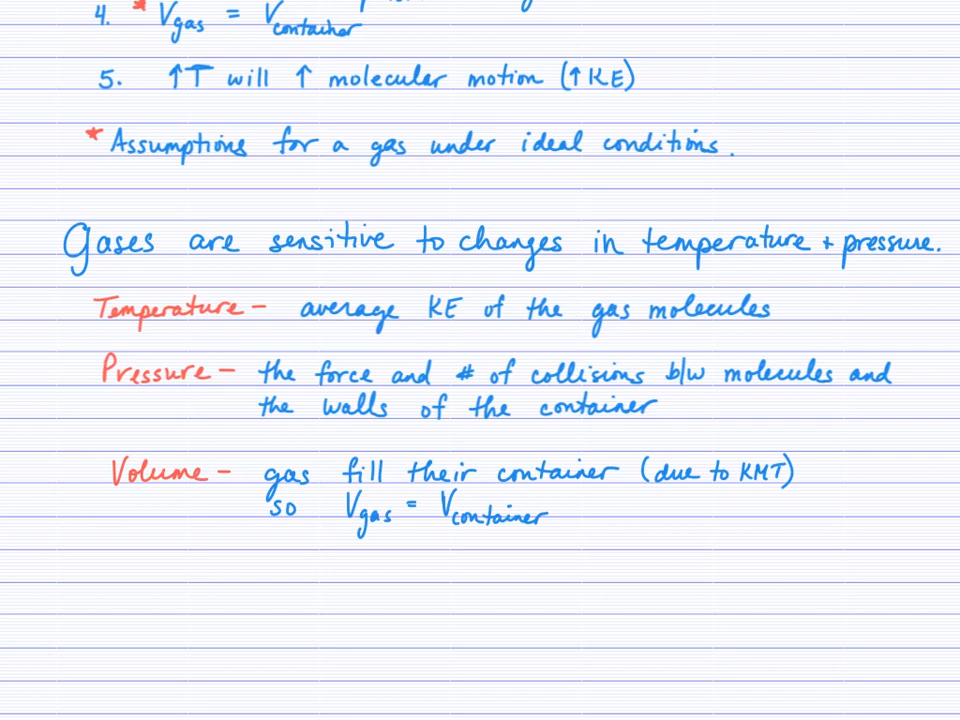 4. * Vgas = Vcontainer
5. ↑T will ↑ molecular motion (↑KE)
* Assumptions for a gas under ideal conditions.
Gases are sensitive to changes in temperature + pressure.
Temperature - average KE of the gas molecules
Pressure - the force and # of collisions b/w molecules and
the walls of the container
Volume - gas fill their container (due to KMT)
so Vgas = Vcontainer